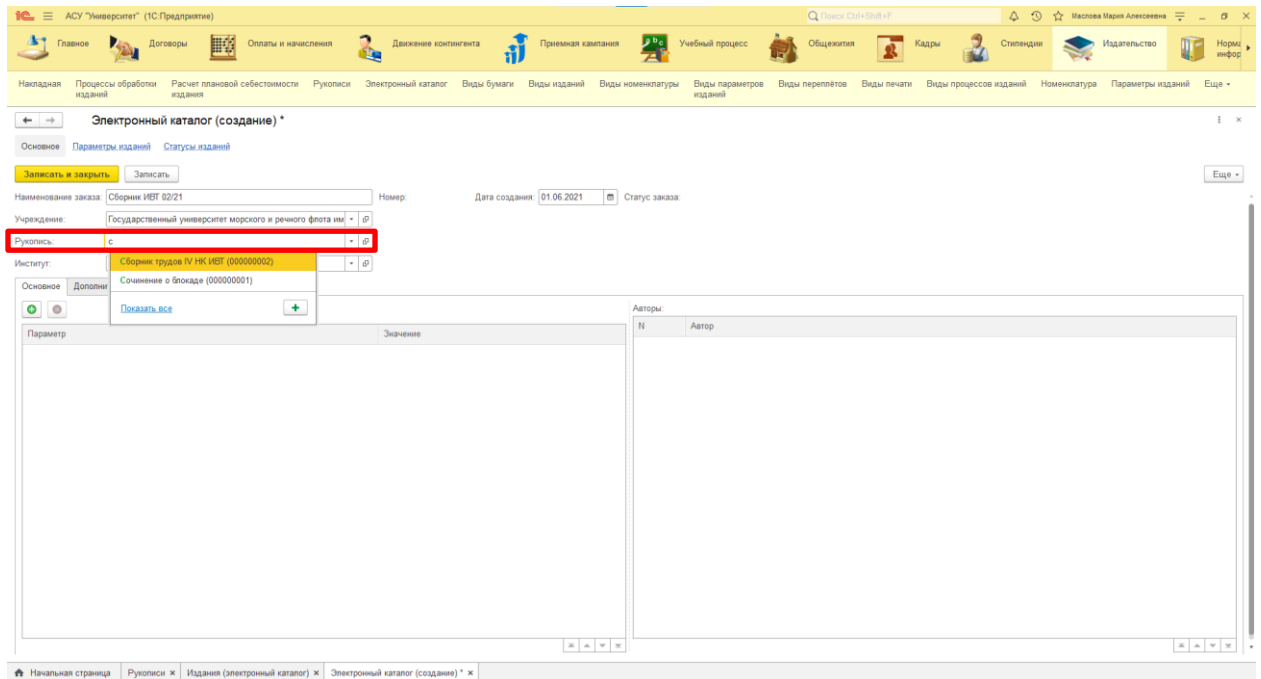 АСУ "Университет" (1С:Предприятие) Поиск Ctrl+Shift+F Маслова Мария Алексеевна
Главное Договоры Оплаты и начисления Движение контингента Приемная кампания Учебный процесс Общежития Кадры Стипендии Издательство
Накладная Процессы обработки изданий Расчет плановой себестоимости издания Рукописи Электронный каталог Виды бумаги Виды изданий Виды номенклатуры Виды параметров изданий Виды переплётов Виды печати Виды процессов изданий Номенклатура Параметры изданий Еще
Электронный каталог (создание) *
Основное Параметры изданий Статусы изданий
Записать и закрыть Записать Еще
Наименование заказа: Сборник ИВТ 02/21 Номер: Дата создания: 01.06.2021 Статус заказа:
Учреждение: Государственный университет морского и речного флота им
Рукопись: с
Институт: Сборник трудов IV НК ИВТ (000000002)
Основное Дополни Сочинение о блокаде (000000001)
Показать все Авторы:
Параметр Значение N Автор
Начальная страница Рукописи × Издания (электронный каталог) × Электронный каталог (создание) * ×